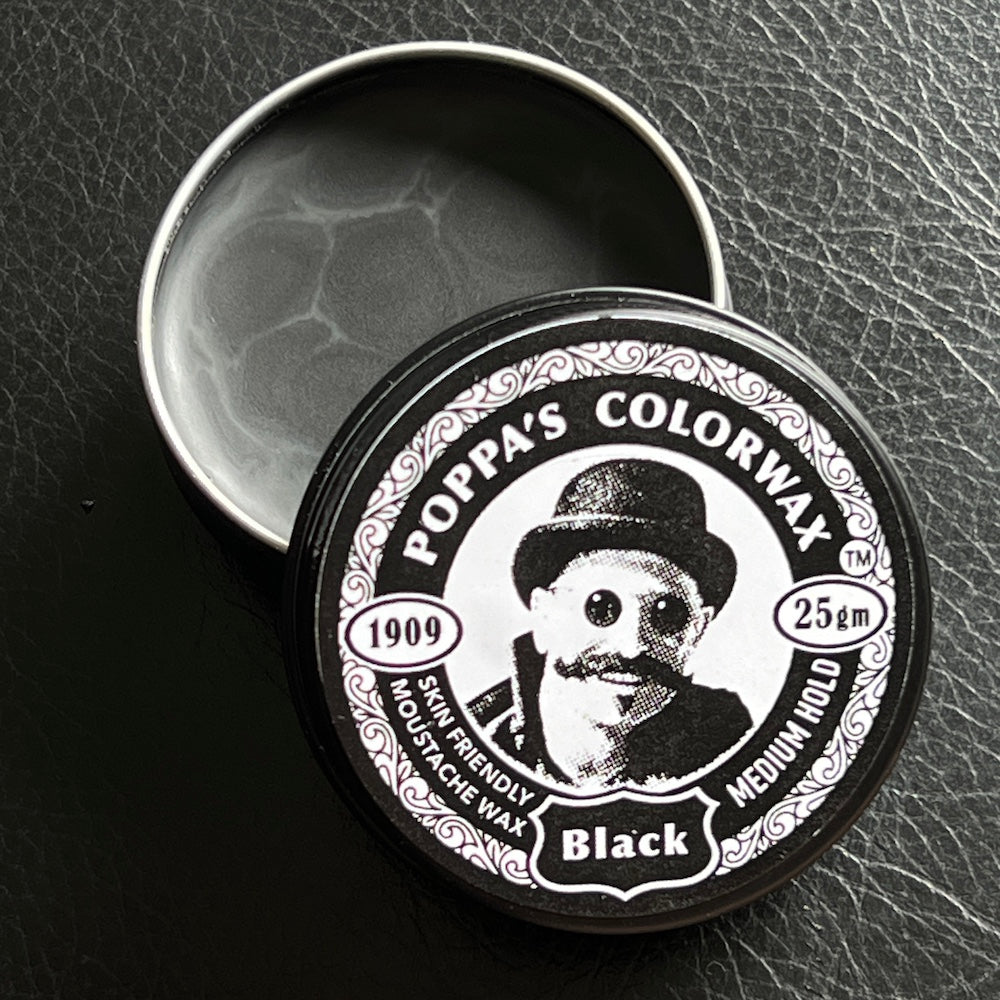 POPPA'S COLORWAX
TM
1909
25gm
SKIN FRIENDLY
MOUSTACHE WAX
MEDIUM HOLD
Black